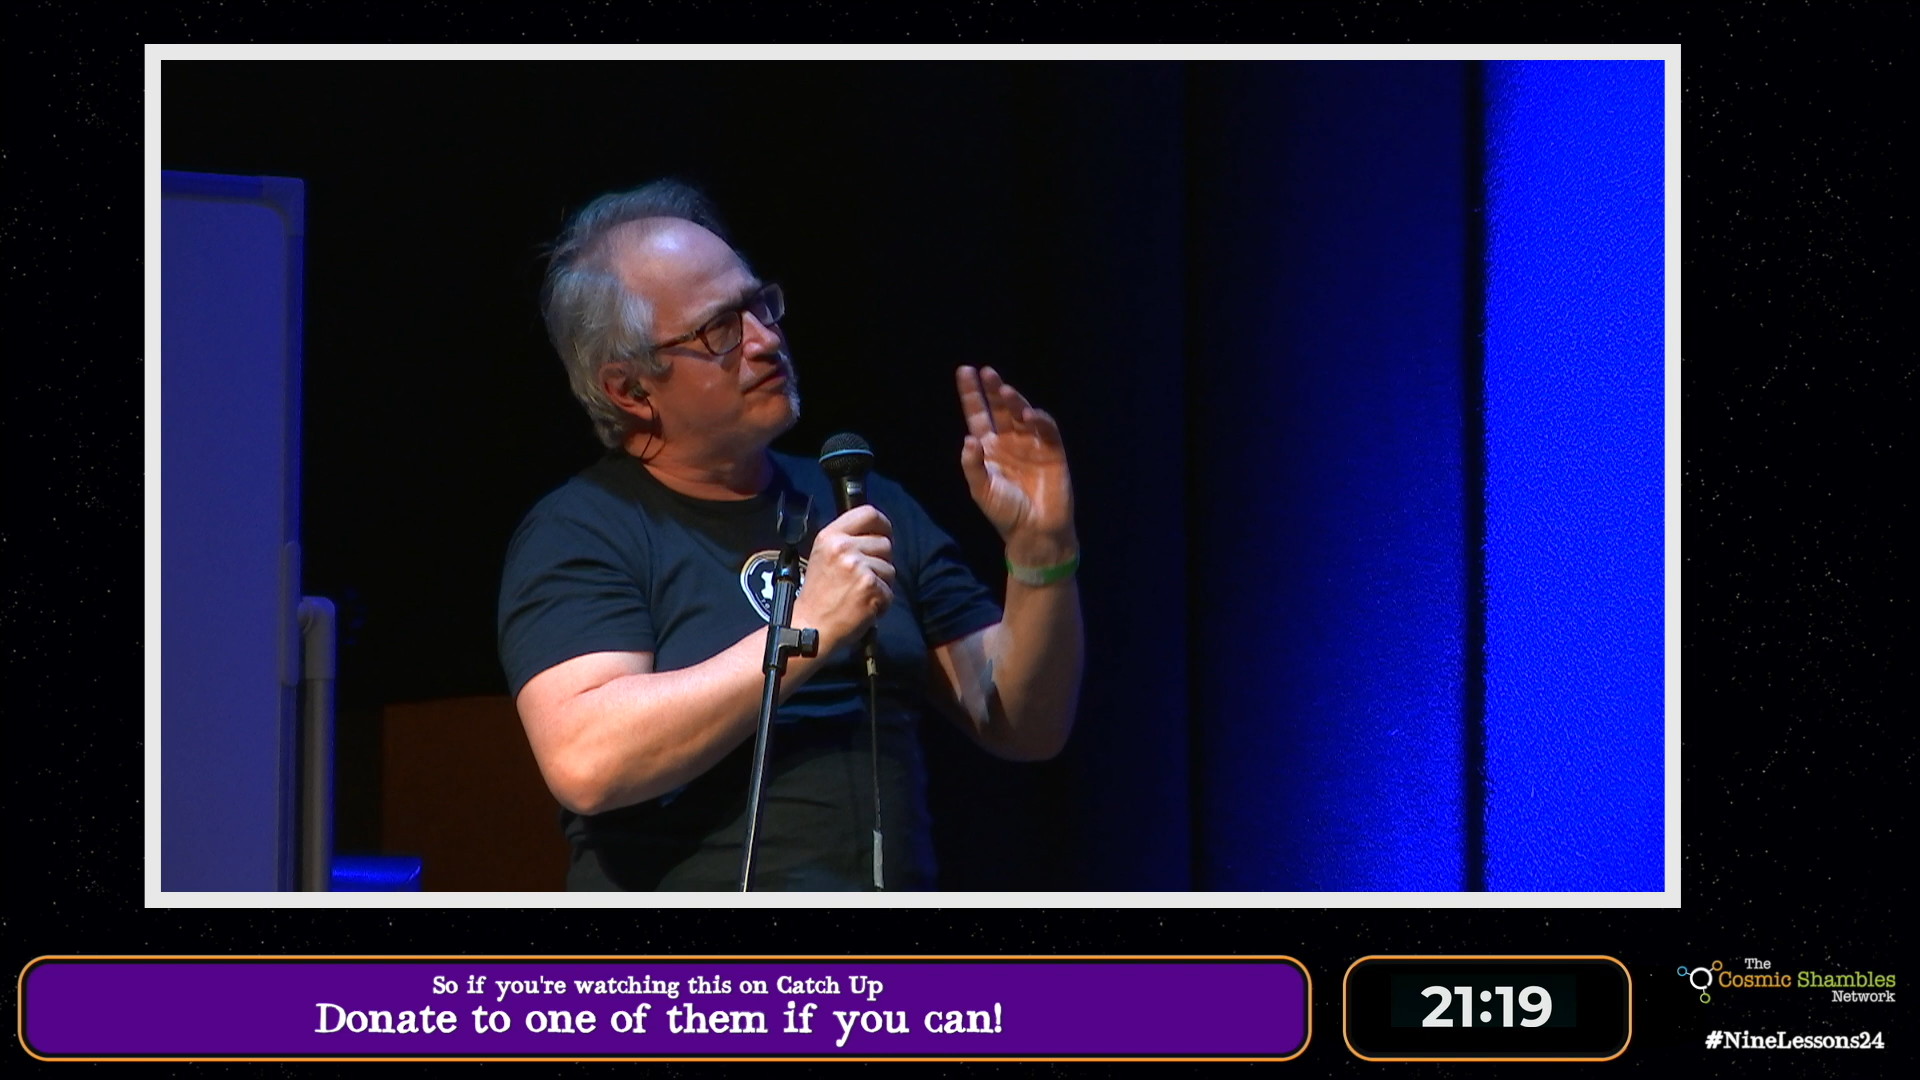 So if you're watching this on Catch Up
Donate to one of them if you can!
21:19
The
Cosmic Shambles
Network
#NineLessons24